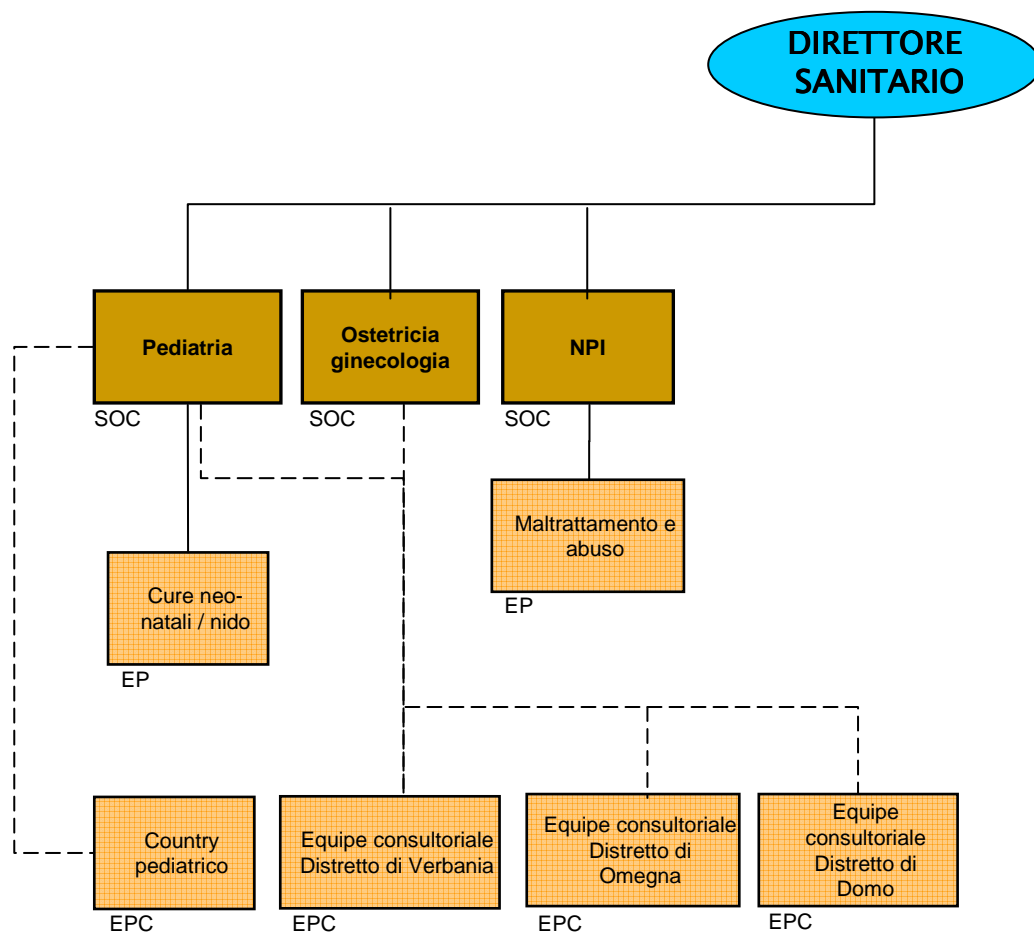 DIRETTORE
SANITARIO
Pediatria
Ostetricia
ginecologia
NPI
SOC
SOC
SOC
Maltrattamento e
abuso
EP
Cure neo-
natali / nido
EP
Country
pediatrico
Equipe consultoriale
Distretto di Verbania
Equipe consultoriale
Distretto di
Omegna
Equipe
consultoriale
Distretto di
Domo
EPC
EPC
EPC
EPC